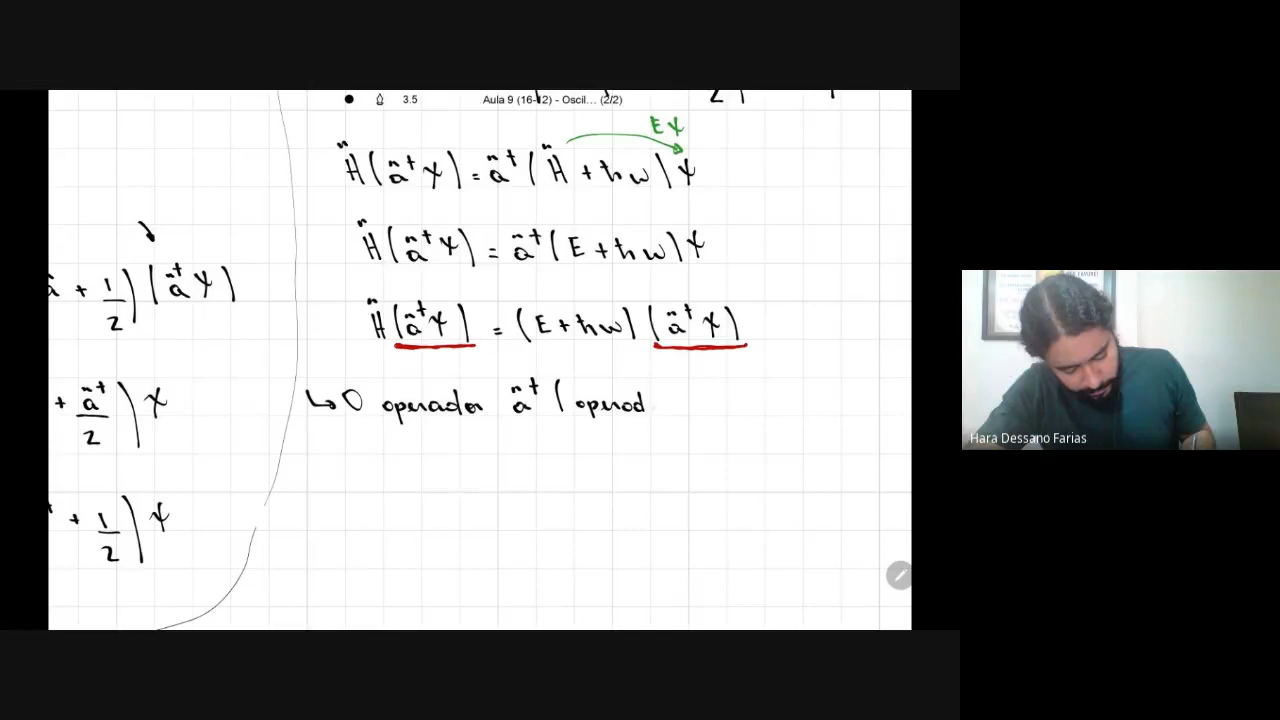 3.5 Aula 9 (16-12) - Oscil... (2/2)
E ψ
Ĥ(â†ψ) = â†(Ĥ + ħω)ψ
Ĥ(â†ψ) = â†(E + ħω)ψ
Ĥ(â†ψ) = (E + ħω)(â†ψ)
↳ O operador â† (operad
â + 1/2)(â†ψ)
+ â†/2)ψ
+ 1/2)ψ
Hara Dessano Farias